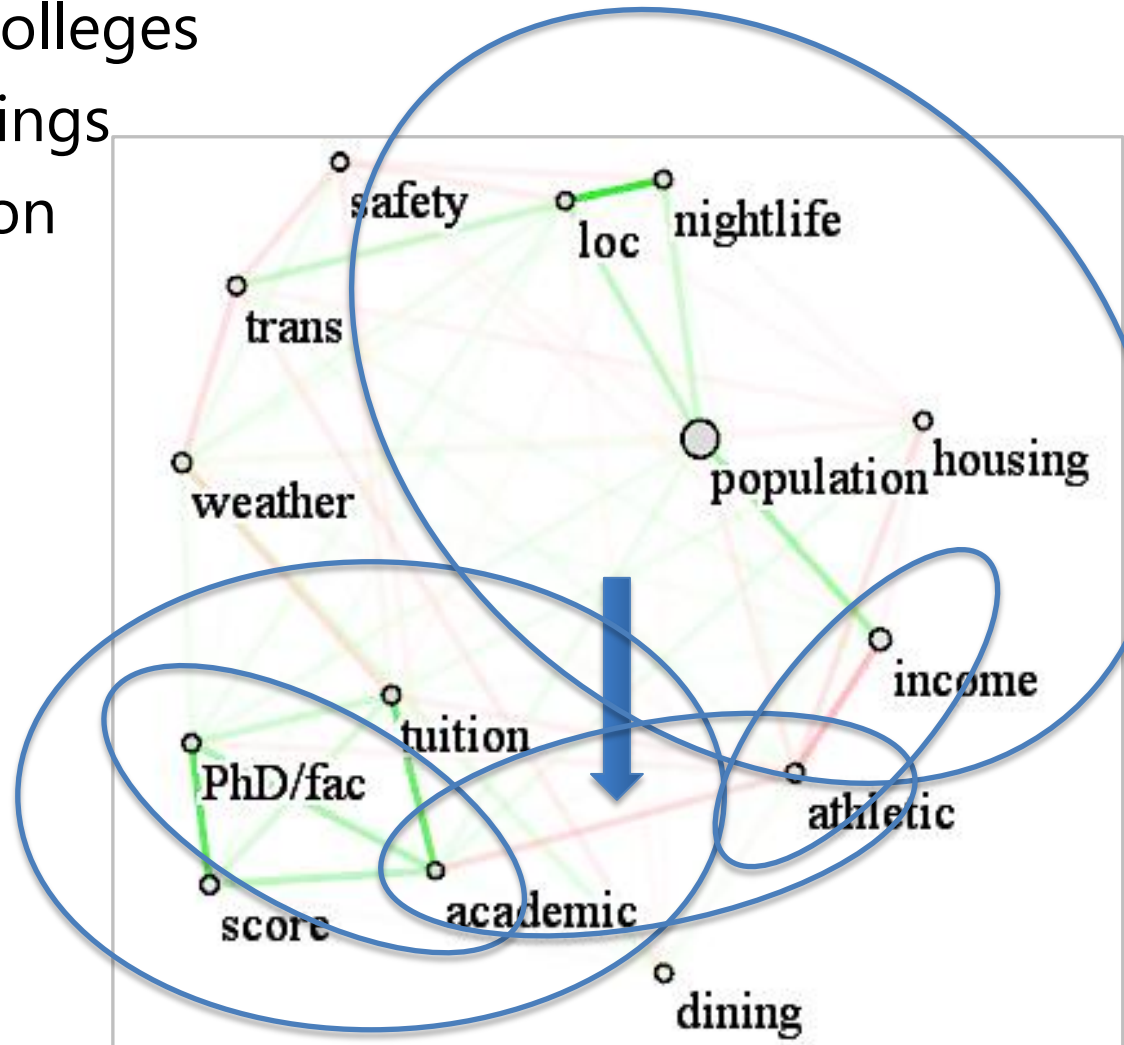 olleges
ings
on
safety
nightlife
loc
trans
housing
population
weather
income
tuition
PhD/fac
athletic
academic
score
dining